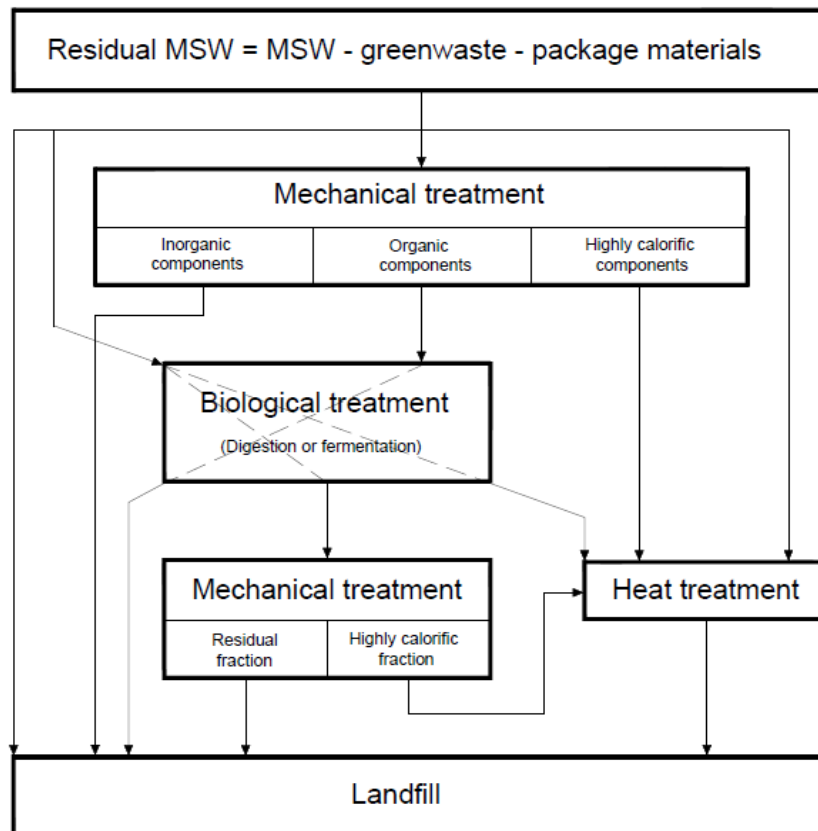 Residual MSW = MSW - greenwaste - package materials
Mechanical treatment
Inorganic
components
Organic
components
Highly calorific
components
Biological treatment
(Digestion or fermentation)
Mechanical treatment
Residual
fraction
Highly calorific
fraction
Heat treatment
Landfill